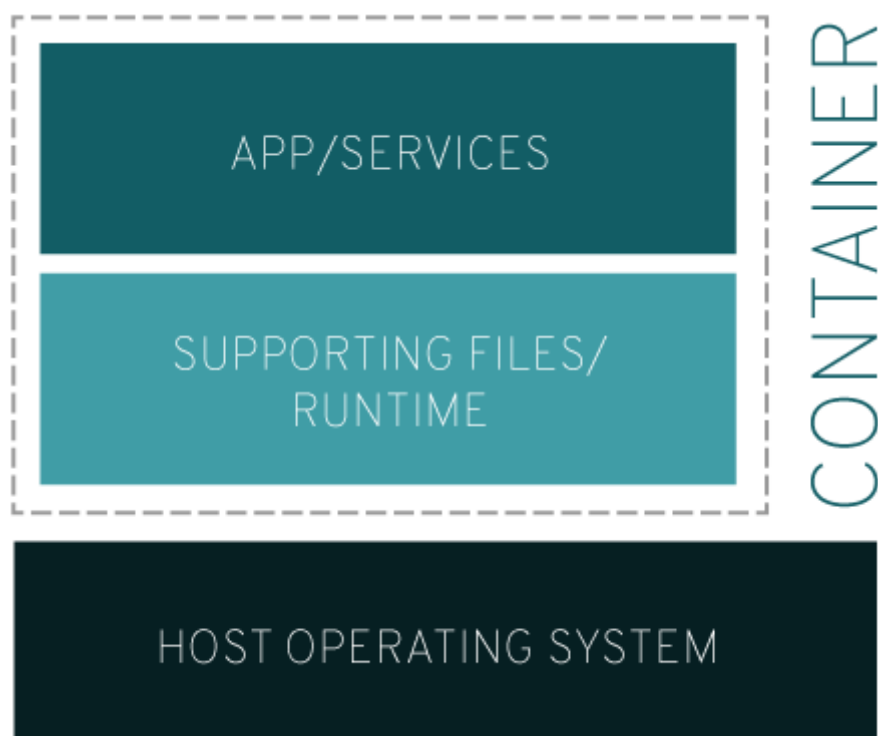 APP/SERVICES
SUPPORTING FILES/
RUNTIME
CONTAINER
HOST OPERATING SYSTEM